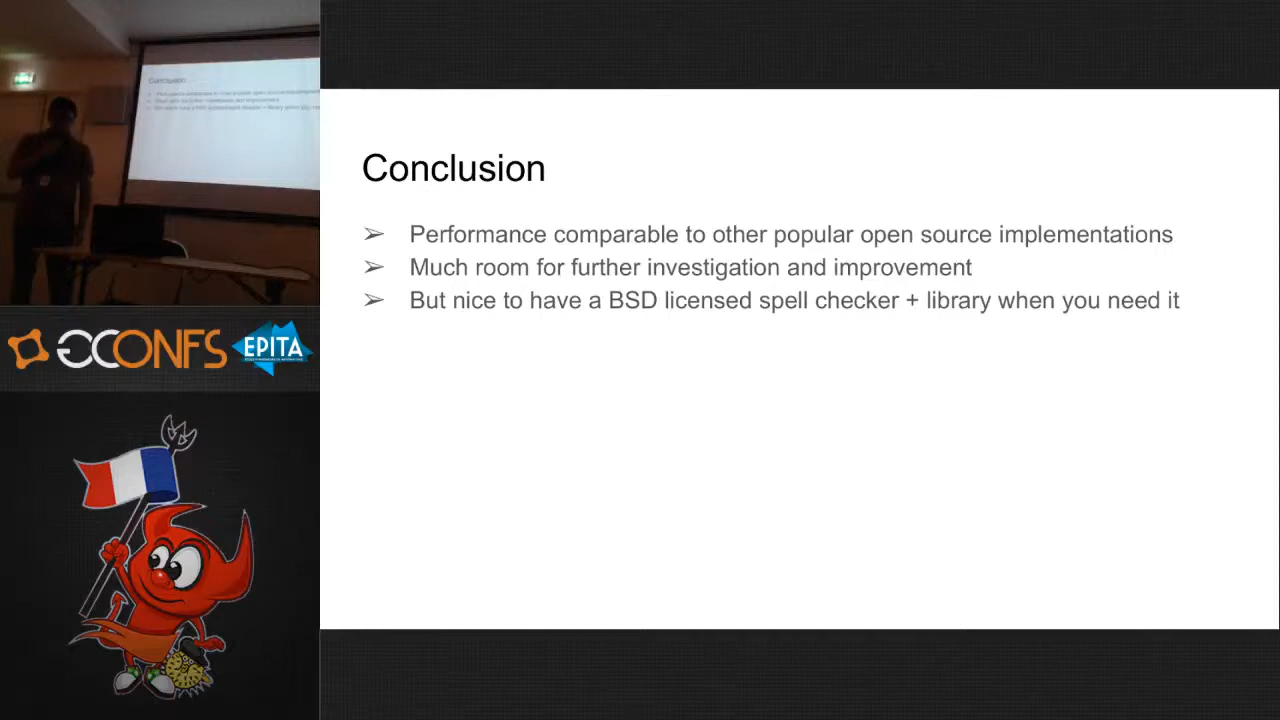 Conclusion
➢ Performance comparable to other popular open source implementations
➢ Much room for further investigation and improvement
➢ But nice to have a BSD licensed spell checker + library when you need it
GCONFS
EPITA